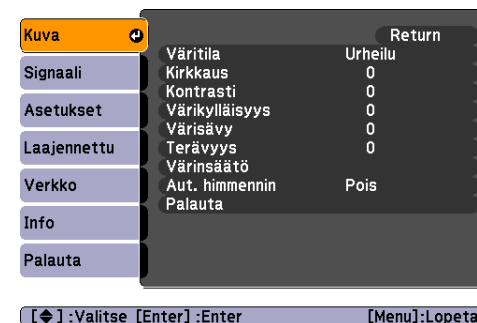 Kuva
Signaali
Asetukset
Laajennettu
Verkko
Info
Palauta
Return
Väritila Urheilu
Kirkkaus 0
Kontrasti 0
Värikylläisyys 0
Värisävy 0
Terävyys 0
Värinsäätö
Aut. himmennin Pois
Palauta
[ ] :Valitse [Enter] :Enter [Menu]:Lopeta